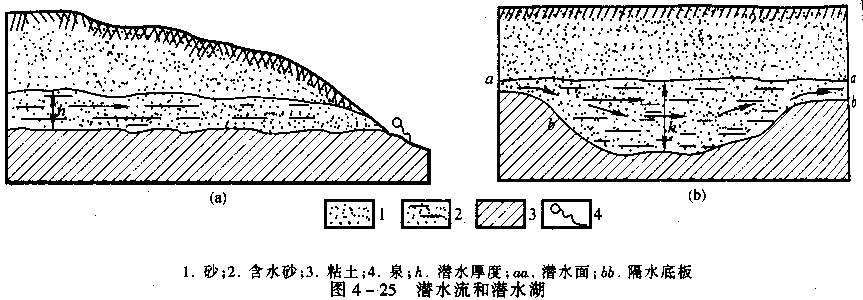 h
a
a
b
b
h
(a)
(b)
1 2 3 4
1. 砂;2. 含水砂;3. 粘土;4. 泉;h. 潜水厚度;aa. 潜水面;bb. 隔水底板
图 4-25 潜水流和潜水湖